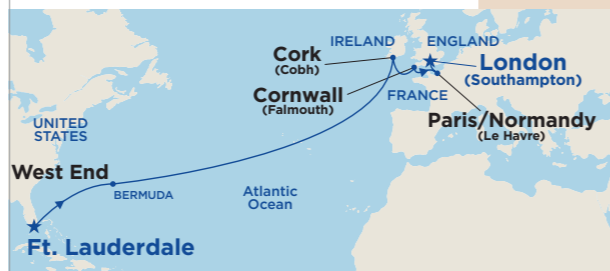 IRELAND
ENGLAND
Cork
(Cobh)
London
(Southampton)
Cornwall
(Falmouth)
FRANCE
Paris/Normandy
(Le Havre)
UNITED
STATES
West End
BERMUDA
Atlantic
Ocean
Ft. Lauderdale